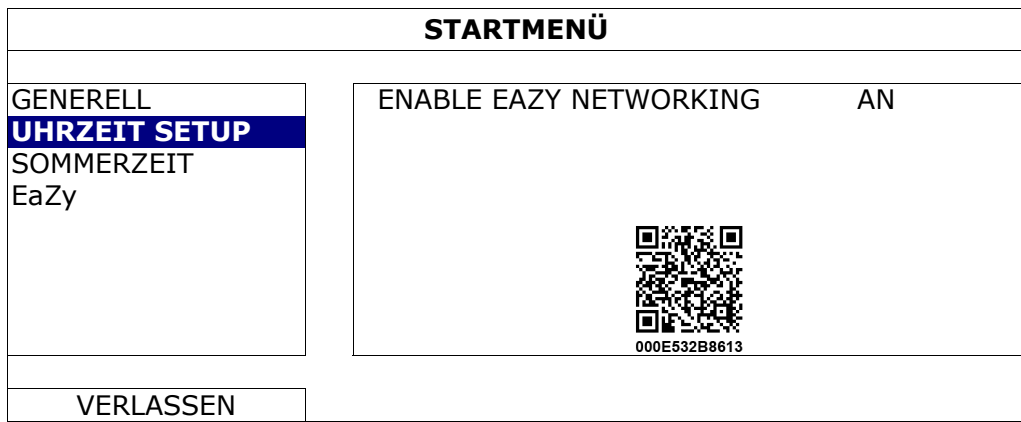 STARTMENÜ
GENERELL
UHRZEIT SETUP
SOMMERZEIT
EaZy
ENABLE EAZY NETWORKING AN
000E532B8613
VERLASSEN